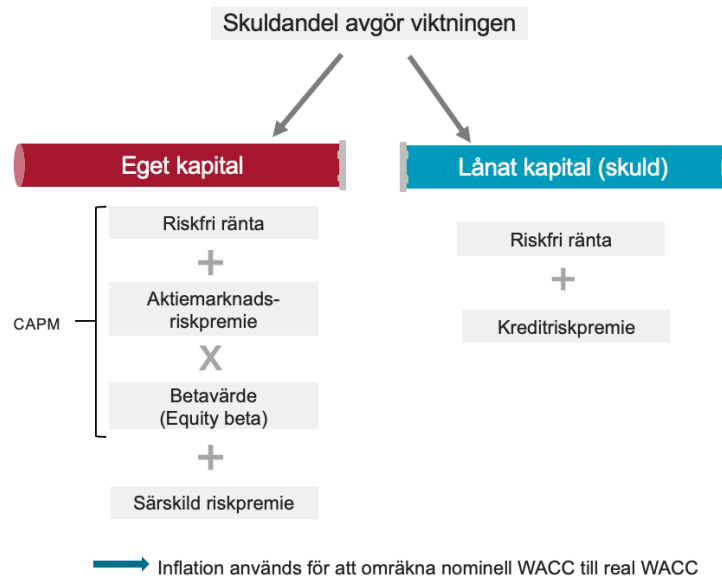 Skuldandel avgör viktningen
Eget kapital
Lånat kapital (skuld)
CAPM
Riskfri ränta
+
Aktiemarknads-
riskpremie
X
Betavärde
(Equity beta)
+
Särskild riskpremie
Riskfri ränta
+
Kreditriskpremie
Inflation används för att omräkna nominell WACC till real WACC